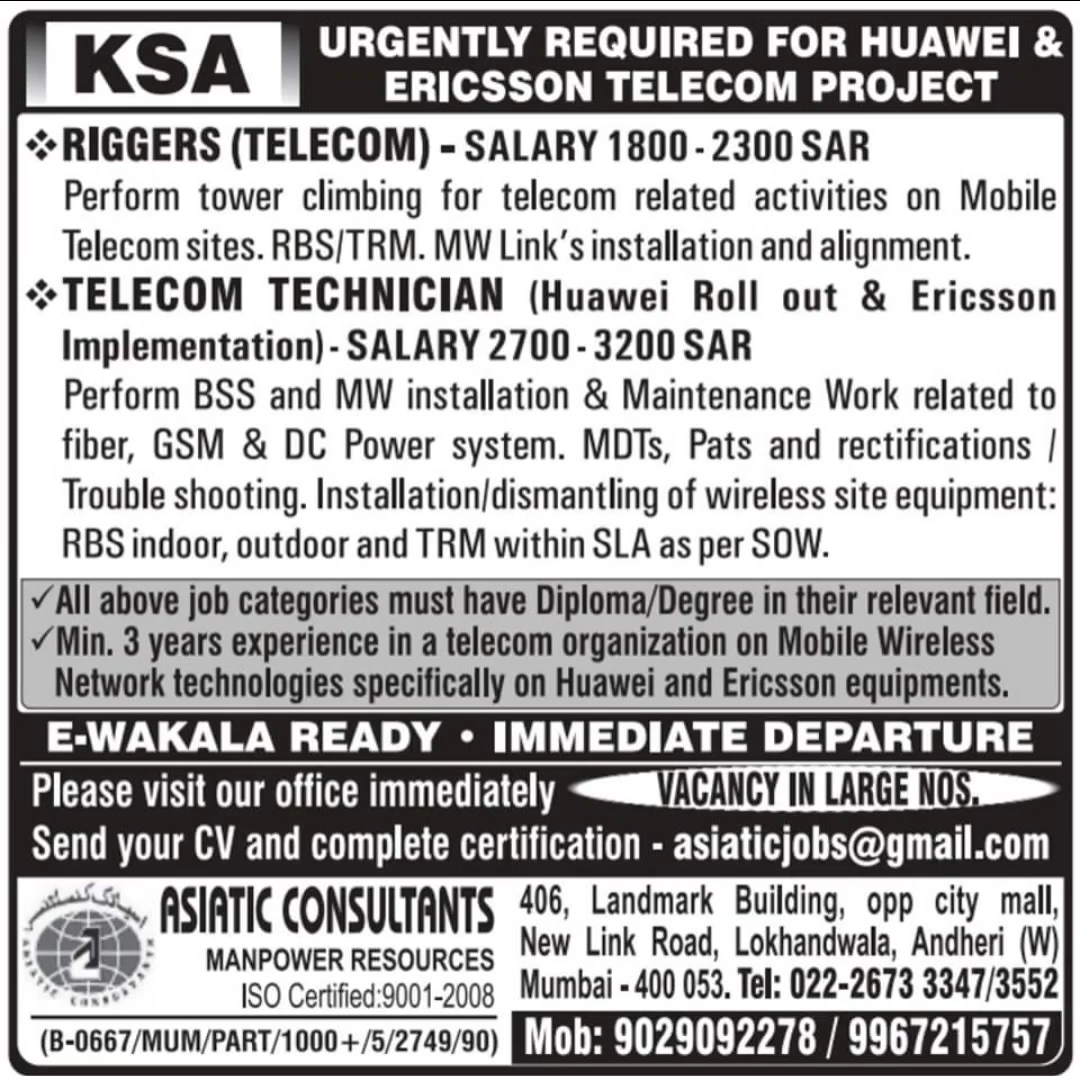 KSA
URGENTLY REQUIRED FOR HUAWEI &
ERICSSON TELECOM PROJECT
❖ RIGGERS (TELECOM) - SALARY 1800 - 2300 SAR
Perform tower climbing for telecom related activities on Mobile
Telecom sites. RBS/TRM. MW Link's installation and alignment.
❖ TELECOM TECHNICIAN (Huawei Roll out & Ericsson
Implementation) - SALARY 2700 - 3200 SAR
Perform BSS and MW installation & Maintenance Work related to
fiber, GSM & DC Power system. MDTs, Pats and rectifications /
Trouble shooting. Installation/dismantling of wireless site equipment:
RBS indoor, outdoor and TRM within SLA as per SOW.
✓ All above job categories must have Diploma/Degree in their relevant field.
✓ Min. 3 years experience in a telecom organization on Mobile Wireless
Network technologies specifically on Huawei and Ericsson equipments.
E-WAKALA READY • IMMEDIATE DEPARTURE
Please visit our office immediately
VACANCY IN LARGE NOS.
Send your CV and complete certification - asiaticjobs@gmail.com
ASIATIC CONSULTANTS
MANPOWER RESOURCES
ISO Certified:9001-2008
(B-0667/MUM/PART/1000+/5/2749/90)
406, Landmark Building, opp city mall,
New Link Road, Lokhandwala, Andheri (W)
Mumbai - 400 053. Tel: 022-2673 3347/3552
Mob: 9029092278 / 9967215757